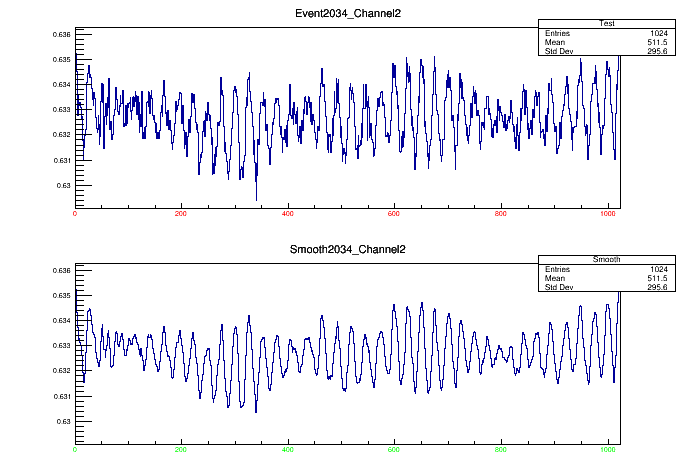 Event2034_Channel2
Test
Entries 1024
Mean 511.5
Std Dev 295.6
0.636
0.635
0.634
0.633
0.632
0.631
0.63
0 200 400 600 800 1000
Smooth2034_Channel2
Smooth
Entries 1024
Mean 511.5
Std Dev 295.6
0.636
0.635
0.634
0.633
0.632
0.631
0.63
0 200 400 600 800 1000